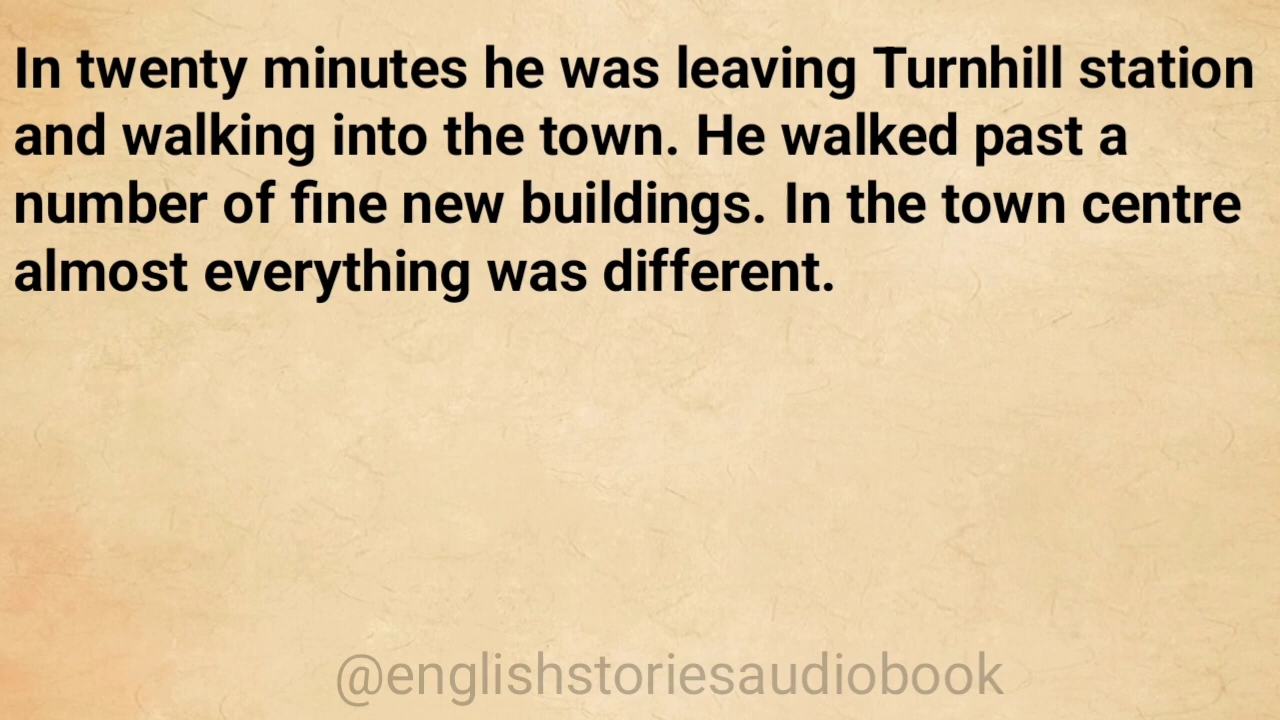 In twenty minutes he was leaving Turnhill station
and walking into the town. He walked past a
number of fine new buildings. In the town centre
almost everything was different.
@englishstoriesaudiobook